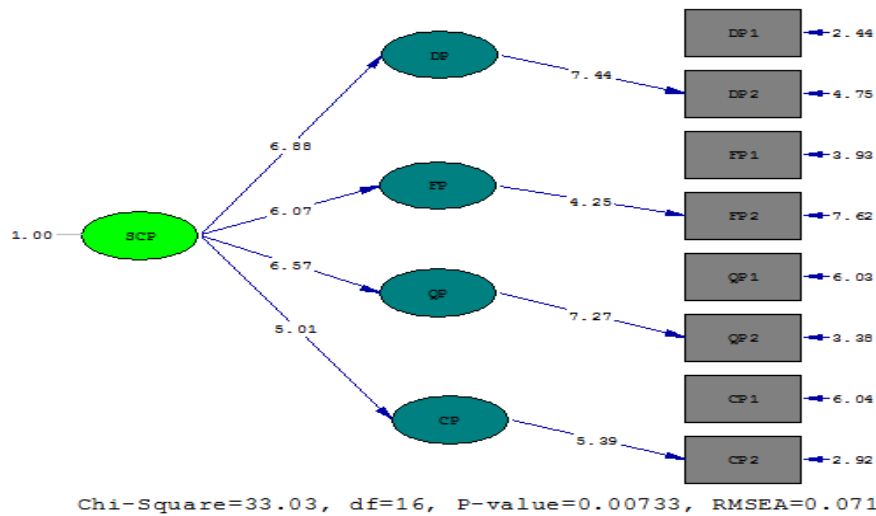 DP1
2.44
DP
7.44
DP2
4.75
6.88
FP1
3.93
FP
6.07
4.25
FP2
7.62
1.00
SCP
6.57
QP1
6.03
QP
7.27
QP2
3.38
5.01
CP1
6.04
CP
5.39
CP2
2.92
Chi-Square=33.03, df=16, P-value=0.00733, RMSEA=0.071